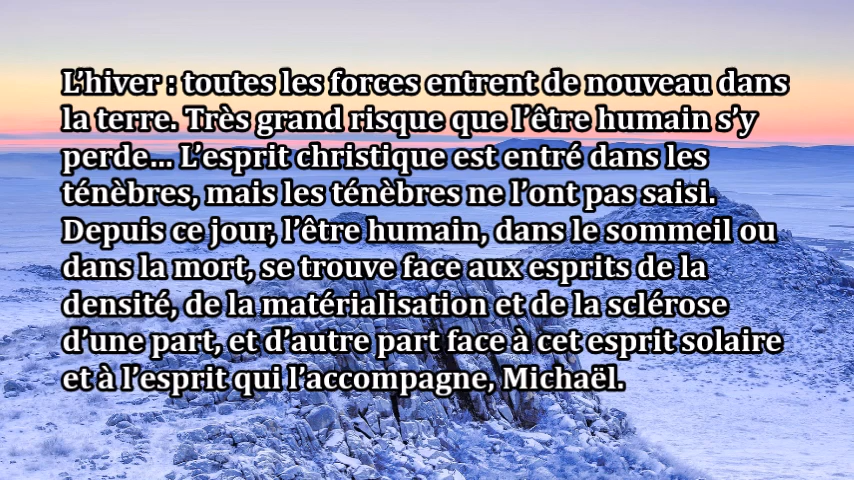 L’hiver : toutes les forces entrent de nouveau dans
la terre. Très grand risque que l’être humain s’y
perde... L’esprit christique est entré dans les
ténèbres, mais les ténèbres ne l’ont pas saisi.
Depuis ce jour, l’être humain, dans le sommeil ou
dans la mort, se trouve face aux esprits de la
densité, de la matérialisation et de la sclérose
d’une part, et d’autre part face à cet esprit solaire
et à l’esprit qui l’accompagne, Michaël.